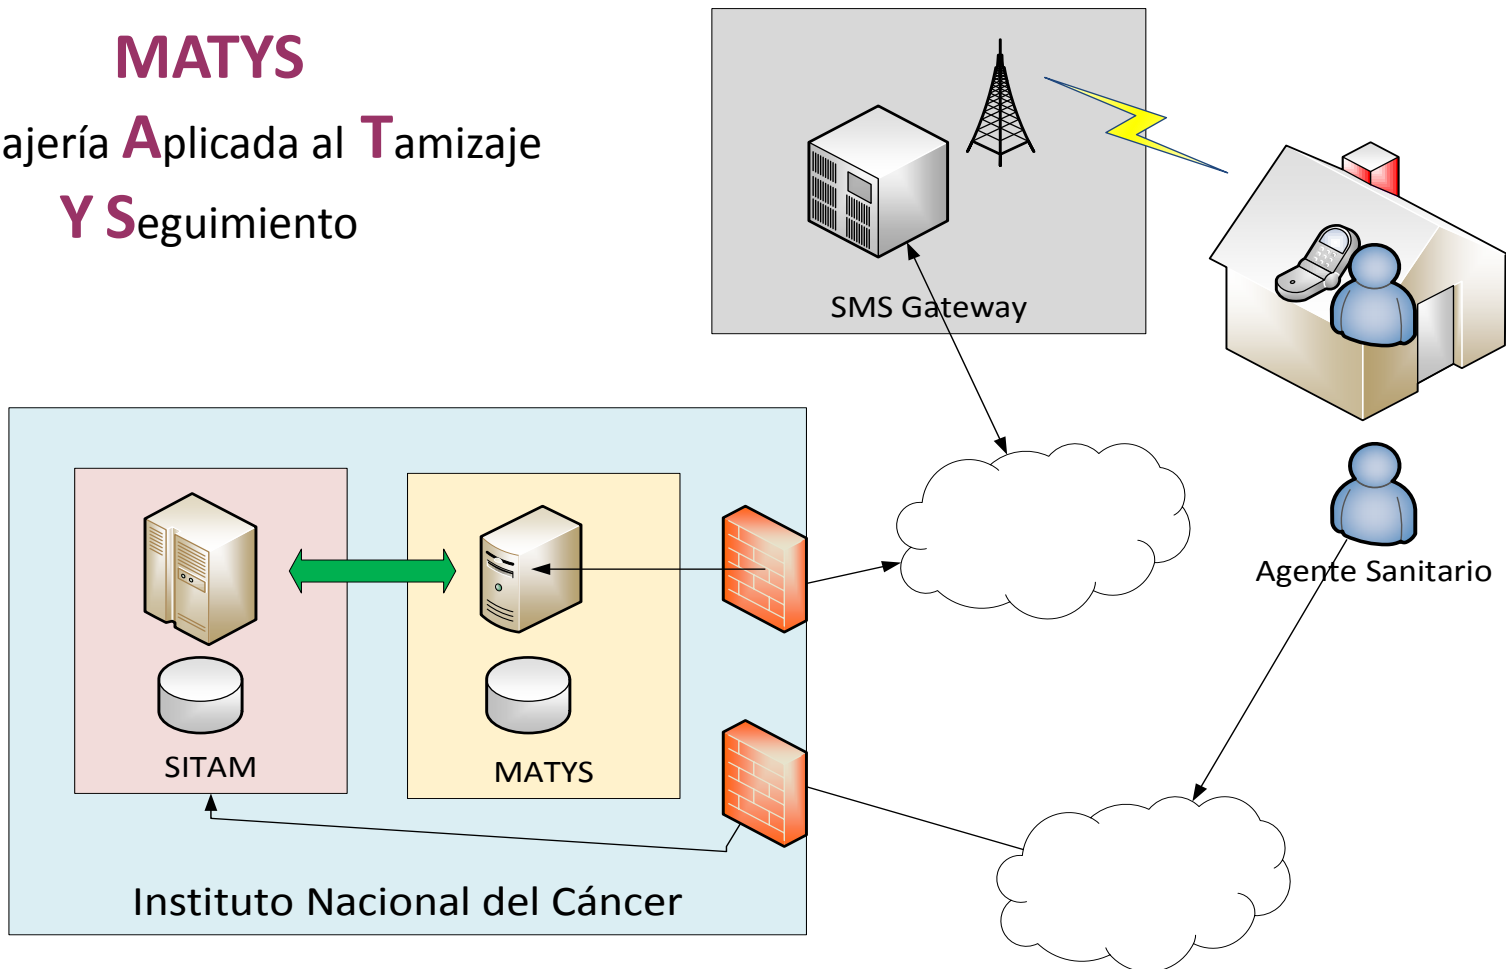 MATYS
ajería Aplicada al Tamizaje
Y Seguimiento
SMS Gateway
Agente Sanitario
SITAM
MATYS
Instituto Nacional del Cáncer